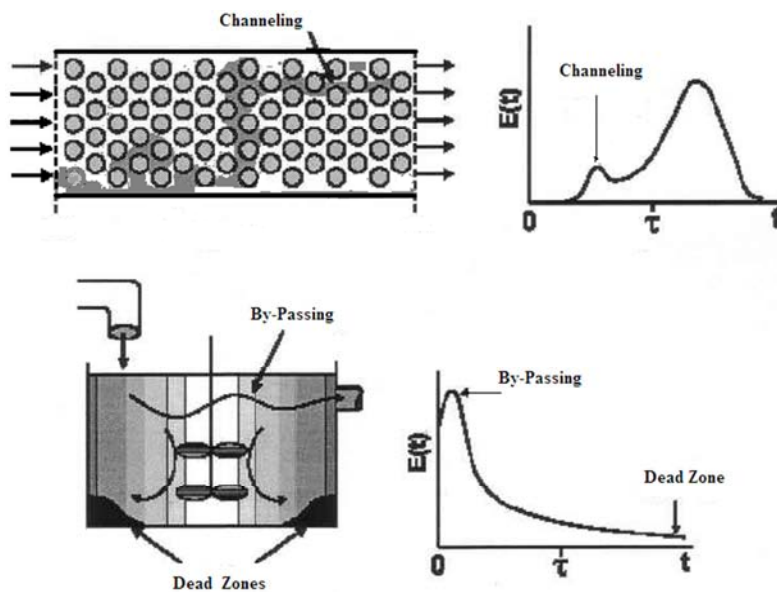 Channeling
E(t)
Channeling
0
τ
t
By-Passing
Dead Zones
E(t)
By-Passing
Dead Zone
0
τ
t